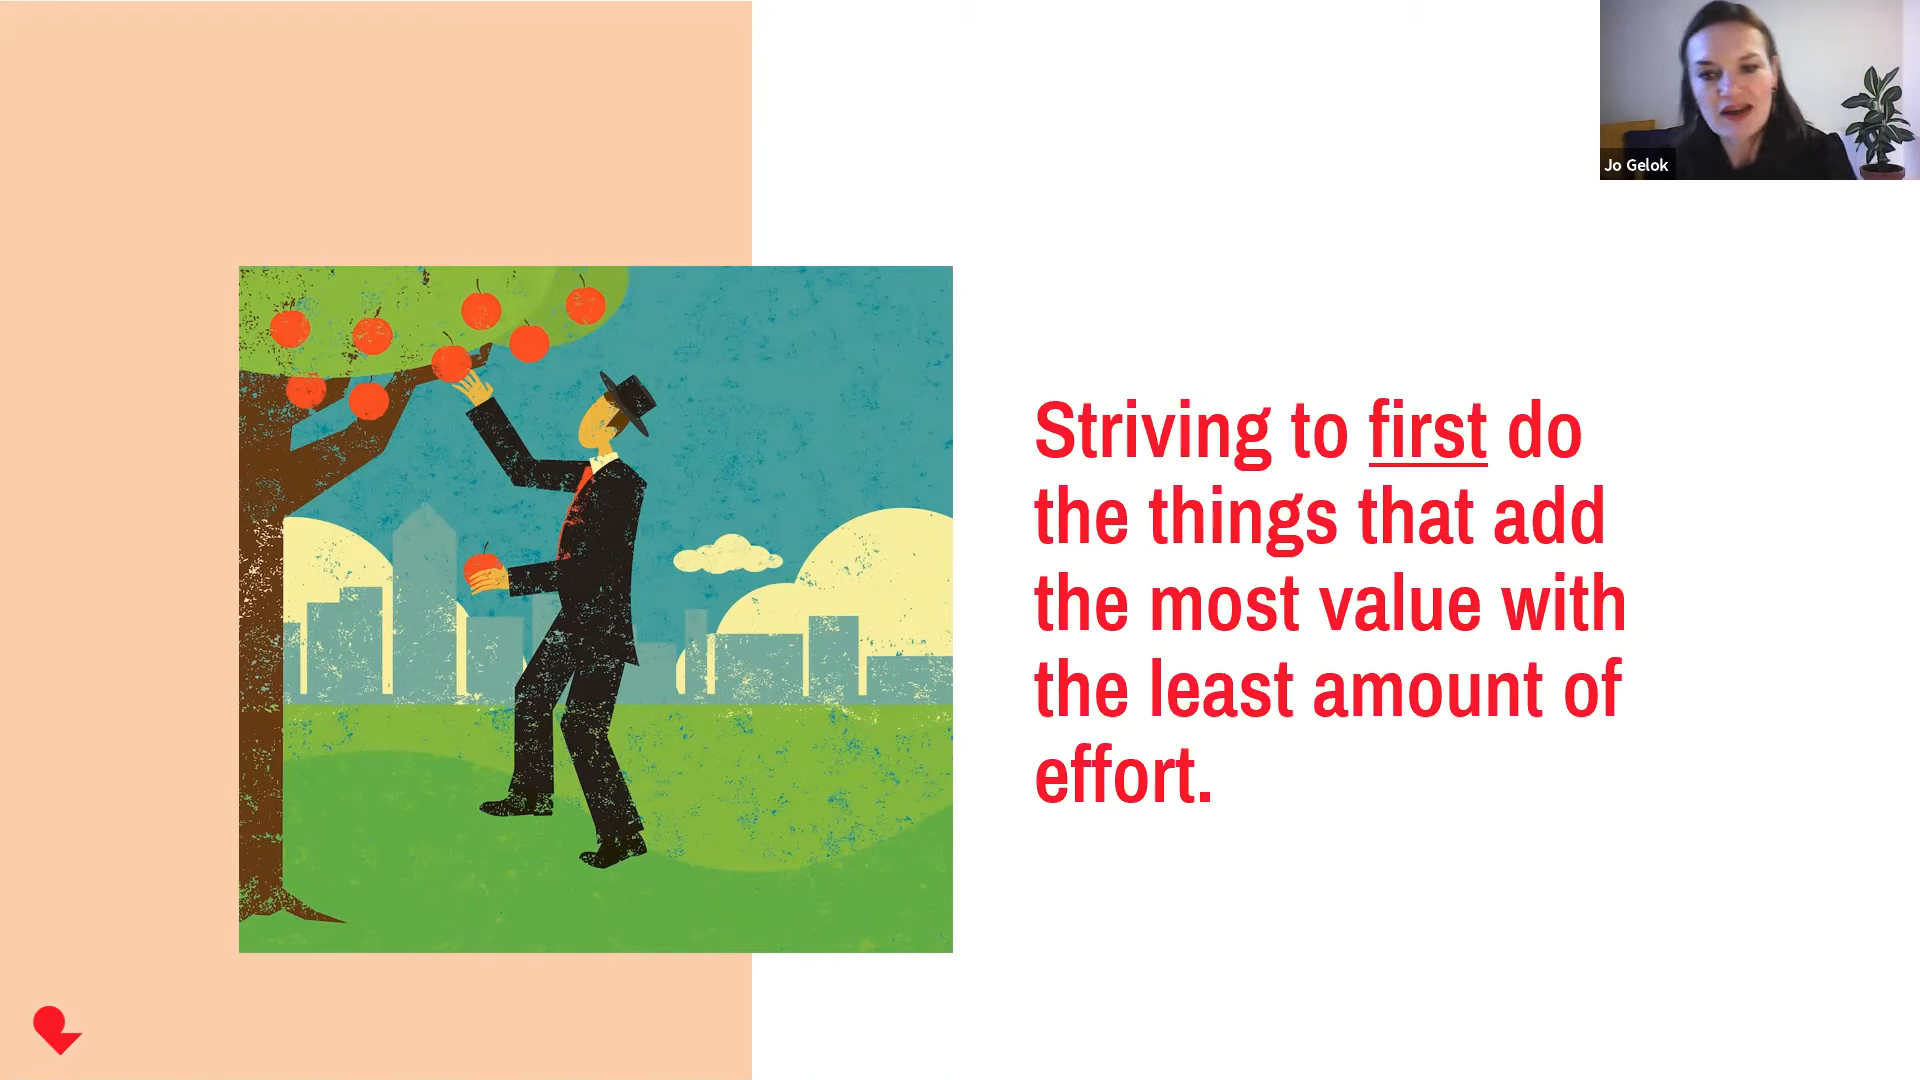 Jo Gelok
Striving to first do
the things that add
the most value with
the least amount of
effort.